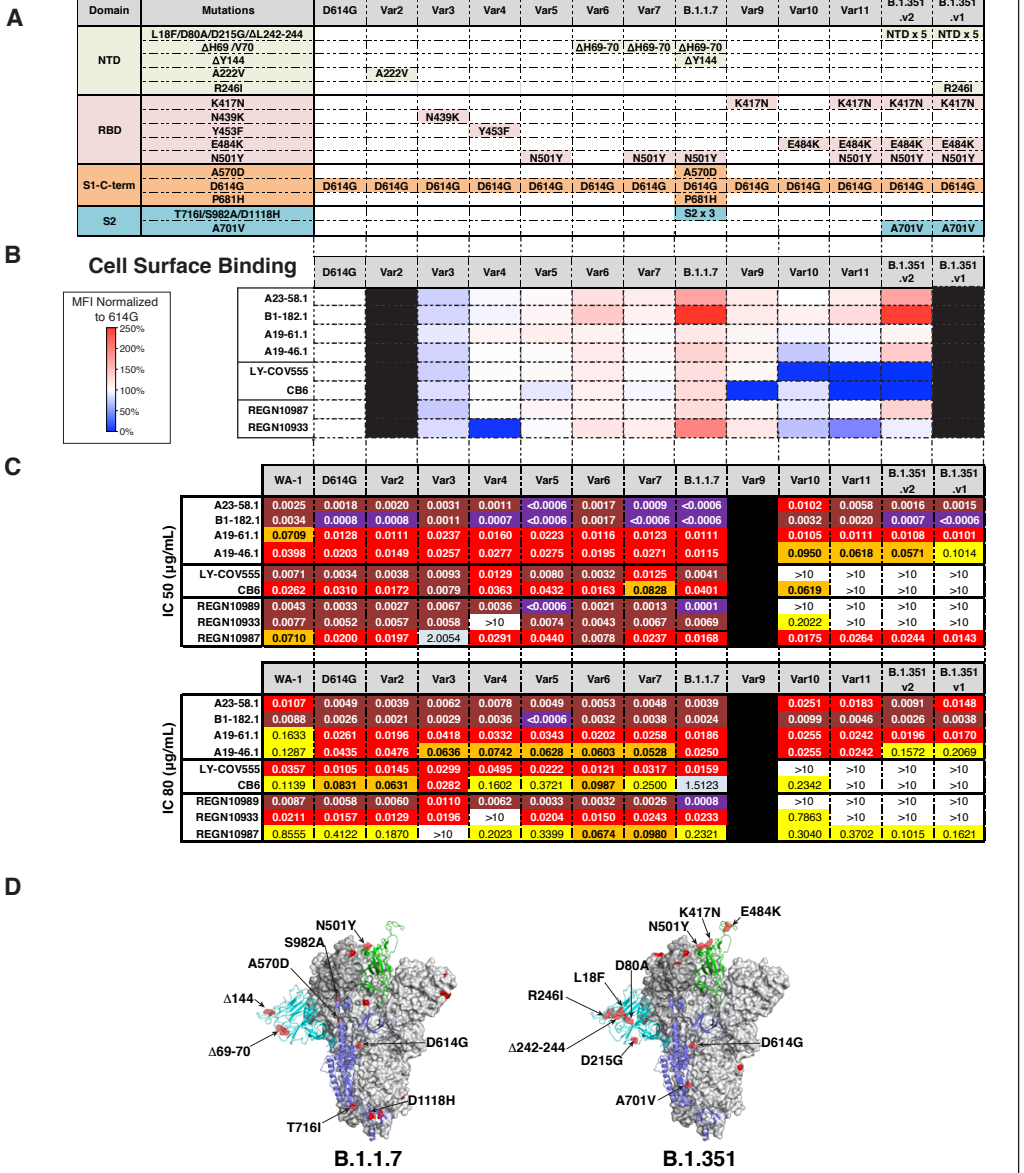 A
Domain Mutations D614G Var2 Var3 Var4 Var5 Var6 Var7 B.1.1.7 Var9 Var10 Var11 B.1.351 .v2 B.1.351 .v1
NTD
L18F/D80A/D215G/ΔL242-244 NTD x 5 NTD x 5
ΔH69 /V70 ΔH69-70 ΔH69-70 ΔH69-70
ΔY144 ΔY144
A222V A222V
R246I R246I
RBD
K417N K417N K417N K417N K417N
N439K N439K
Y453F Y453F
E484K E484K E484K E484K E484K
N501Y N501Y N501Y N501Y N501Y N501Y N501Y
S1-C-term
A570D A570D
D614G D614G D614G D614G D614G D614G D614G D614G D614G D614G D614G D614G D614G D614G
P681H P681H
S2
T716I/S982A/D1118H S2 x 3
A701V A701V A701V
B
Cell Surface Binding
D614G Var2 Var3 Var4 Var5 Var6 Var7 B.1.1.7 Var9 Var10 Var11 B.1.351 .v2 B.1.351 .v1
MFI Normalized
to 614G
250%
200%
150%
100%
50%
0%
A23-58.1
B1-182.1
A19-61.1
A19-46.1
LY-COV555
CB6
REGN10987
REGN10933
C
IC 50 (µg/mL)
WA-1 D614G Var2 Var3 Var4 Var5 Var6 Var7 B.1.1.7 Var9 Var10 Var11 B.1.351 .v2 B.1.351 .v1
A23-58.1 0.0025 0.0018 0.0020 0.0031 0.0011 <0.0006 0.0017 0.0009 <0.0006 0.0102 0.0058 0.0016 0.0015
B1-182.1 0.0034 0.0008 0.0008 0.0011 0.0007 <0.0006 0.0017 <0.0006 <0.0006 0.0032 0.0020 0.0007 <0.0006
A19-61.1 0.0709 0.0128 0.0111 0.0237 0.0160 0.0223 0.0116 0.0123 0.0111 0.0105 0.0111 0.0108 0.0101
A19-46.1 0.0398 0.0203 0.0149 0.0257 0.0277 0.0275 0.0195 0.0271 0.0115 0.0950 0.0618 0.0571 0.1014
LY-COV555 0.0071 0.0034 0.0038 0.0093 0.0129 0.0080 0.0032 0.0125 0.0041 >10 >10 >10 >10
CB6 0.0262 0.0310 0.0172 0.0079 0.0363 0.0432 0.0163 0.0828 0.0401 0.0619 >10 >10 >10
REGN10989 0.0043 0.0033 0.0027 0.0067 0.0036 <0.0006 0.0021 0.0013 0.0001 >10 >10 >10 >10
REGN10933 0.0077 0.0052 0.0057 0.0058 >10 0.0074 0.0043 0.0067 0.0069 0.2022 >10 >10 >10
REGN10987 0.0710 0.0200 0.0197 2.0054 0.0291 0.0440 0.0078 0.0237 0.0168 0.0175 0.0264 0.0244 0.0143
IC 80 (µg/mL)
WA-1 D614G Var2 Var3 Var4 Var5 Var6 Var7 B.1.1.7 Var9 Var10 Var11 B.1.351 v2 B.1.351 v1
A23-58.1 0.0107 0.0049 0.0039 0.0062 0.0078 0.0049 0.0053 0.0048 0.0039 0.0251 0.0183 0.0091 0.0148
B1-182.1 0.0088 0.0026 0.0021 0.0029 0.0036 <0.0006 0.0032 0.0038 0.0024 0.0099 0.0046 0.0026 0.0038
A19-61.1 0.1633 0.0261 0.0196 0.0418 0.0332 0.0343 0.0202 0.0258 0.0186 0.0255 0.0242 0.0196 0.0170
A19-46.1 0.1287 0.0435 0.0476 0.0636 0.0742 0.0628 0.0603 0.0528 0.0250 0.0255 0.0242 0.1572 0.2069
LY-COV555 0.0357 0.0105 0.0145 0.0299 0.0495 0.0222 0.0121 0.0317 0.0159 >10 >10 >10 >10
CB6 0.1139 0.0831 0.0631 0.0282 0.1602 0.3721 0.0987 0.2500 1.5123 0.2342 >10 >10 >10
REGN10989 0.0087 0.0058 0.0060 0.0110 0.0062 0.0033 0.0032 0.0026 0.0008 >10 >10 >10 >10
REGN10933 0.0211 0.0157 0.0129 0.0196 >10 0.0204 0.0150 0.0243 0.0233 0.7863 >10 >10 >10
REGN10987 0.8555 0.4122 0.1870 >10 0.2023 0.3399 0.0674 0.0980 0.2321 0.3040 0.3702 0.1015 0.1621
D
N501Y
S982A
A570D
Δ144
Δ69-70
D614G
D1118H
T716I
B.1.1.7
K417N
E484K
N501Y
D80A
L18F
R246I
Δ242-244
D215G
D614G
A701V
B.1.351